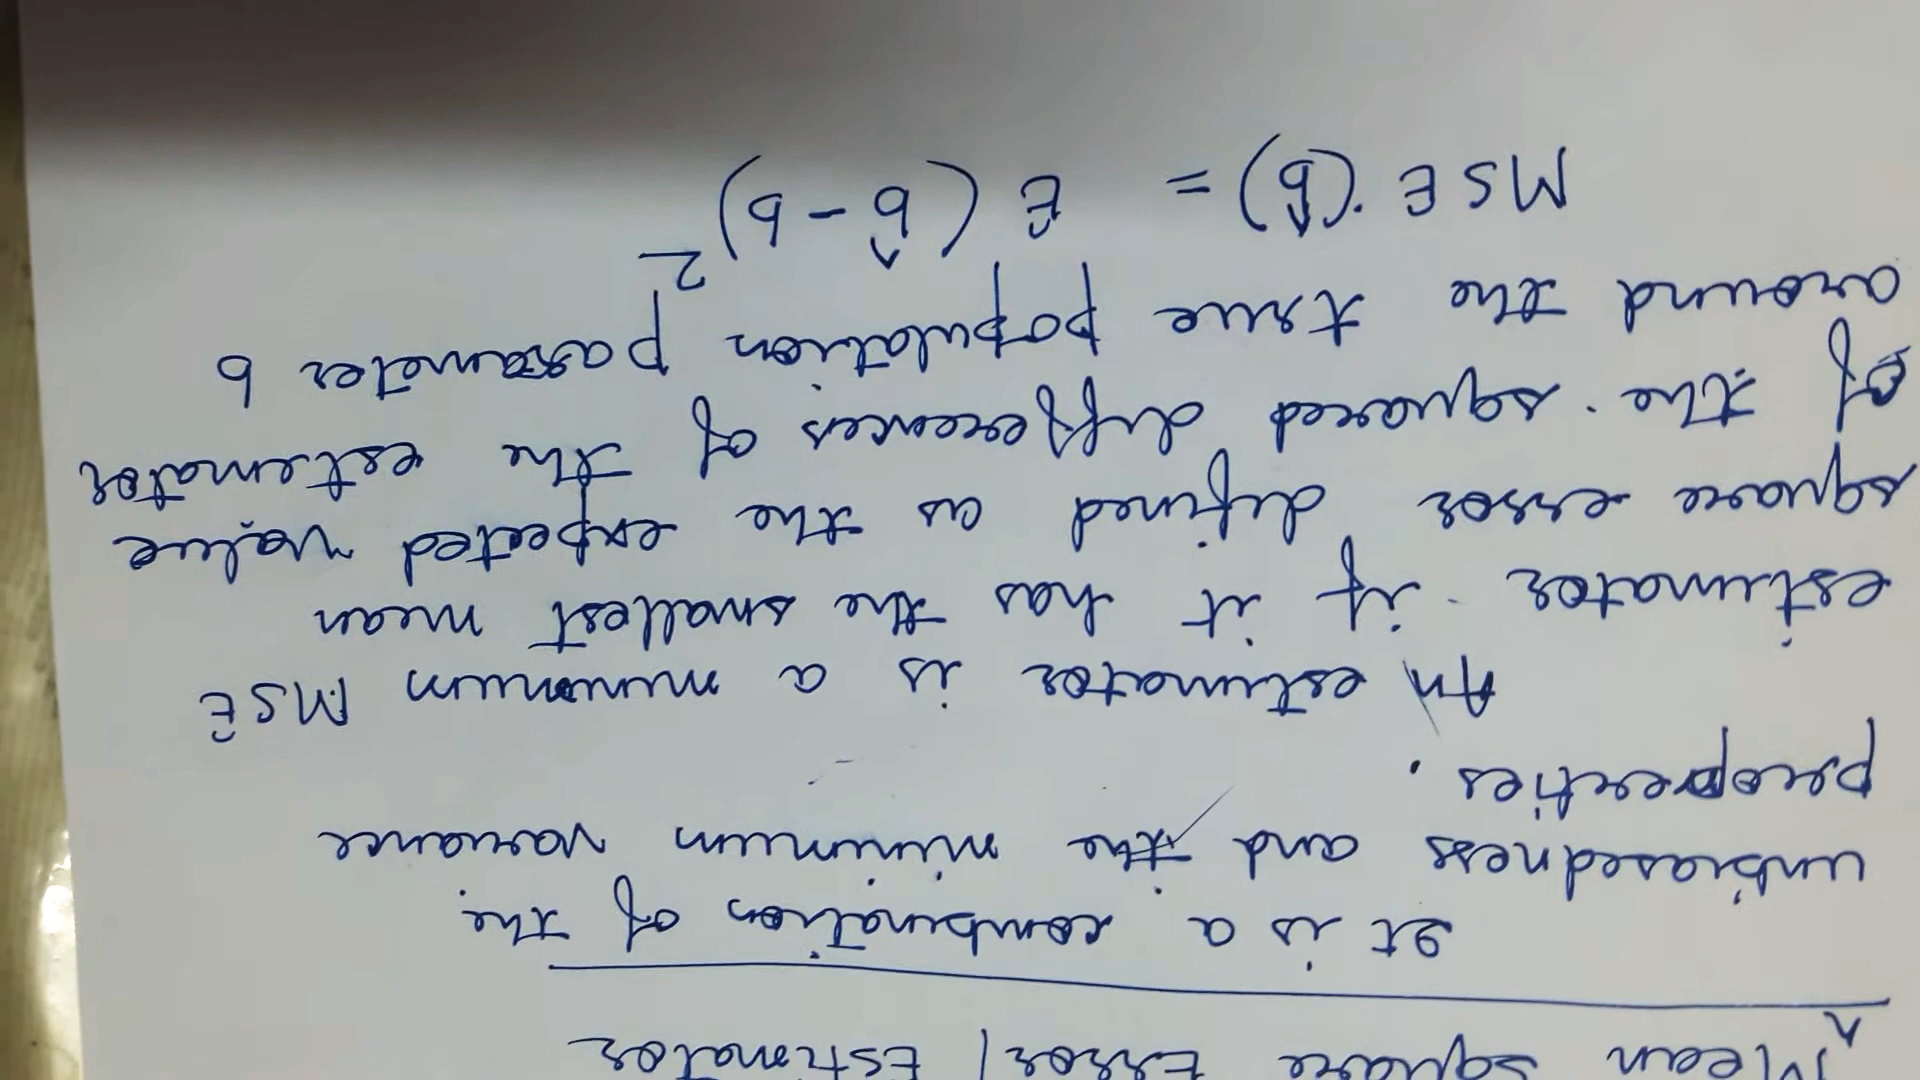 Mean square Error / Estimator
It is a combination of the
unbiasedness and the minimum variance
properties.
An estimator is a minimum MSE
estimator if it has the smallest mean
square error defined as the expected value
of the squared differences of the estimator
around the true population parameter b
MSE (b̂) = E (b̂ - b)²